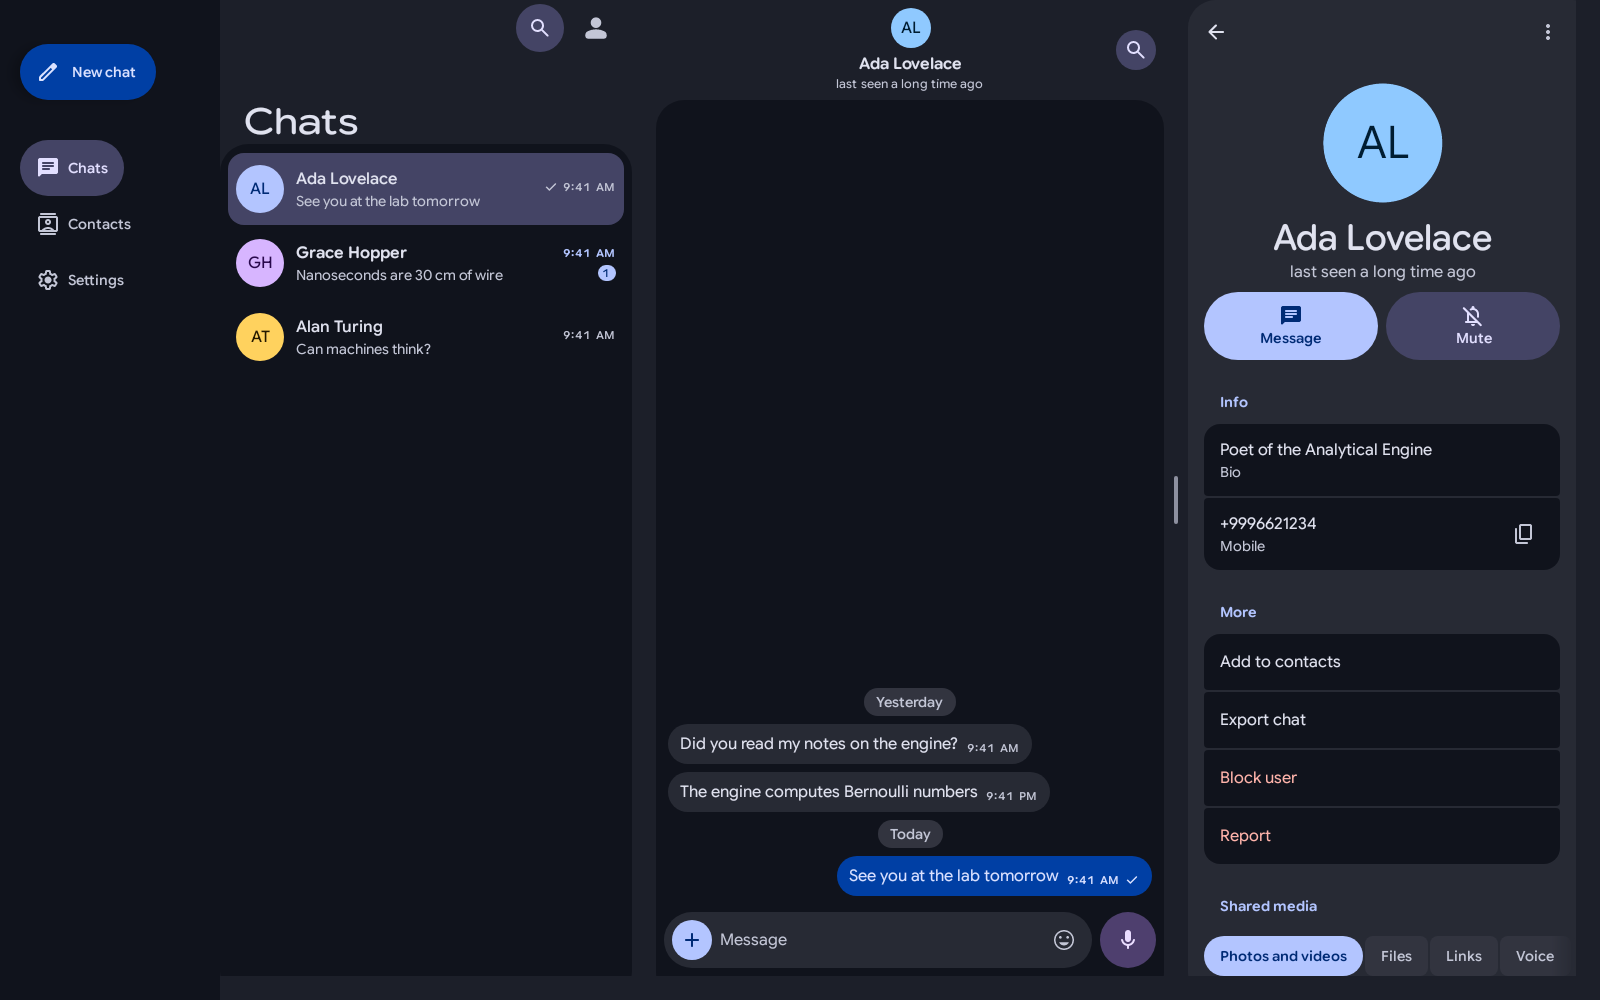 New chat
Chats
Contacts
Settings
Chats
AL
Ada Lovelace
9:41 AM
See you at the lab tomorrow
GH
Grace Hopper
9:41 AM
Nanoseconds are 30 cm of wire
1
AT
Alan Turing
9:41 AM
Can machines think?
AL
Ada Lovelace
last seen a long time ago
Yesterday
Did you read my notes on the engine? 9:41 AM
The engine computes Bernoulli numbers 9:41 PM
Today
See you at the lab tomorrow 9:41 AM
Message
AL
Ada Lovelace
last seen a long time ago
Message
Mute
Info
Poet of the Analytical Engine
Bio
+9996621234
Mobile
More
Add to contacts
Export chat
Block user
Report
Shared media
Photos and videos
Files
Links
Voice